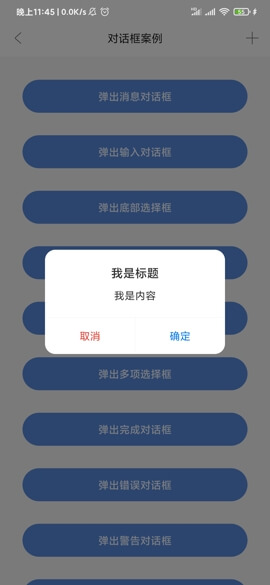 晚上11:45 | 0.0K/s
55
对话框案例
弹出消息对话框
弹出输入对话框
弹出底部选择框
我是标题
我是内容
取消
确定
弹出多项选择框
弹出完成对话框
弹出错误对话框
弹出警告对话框